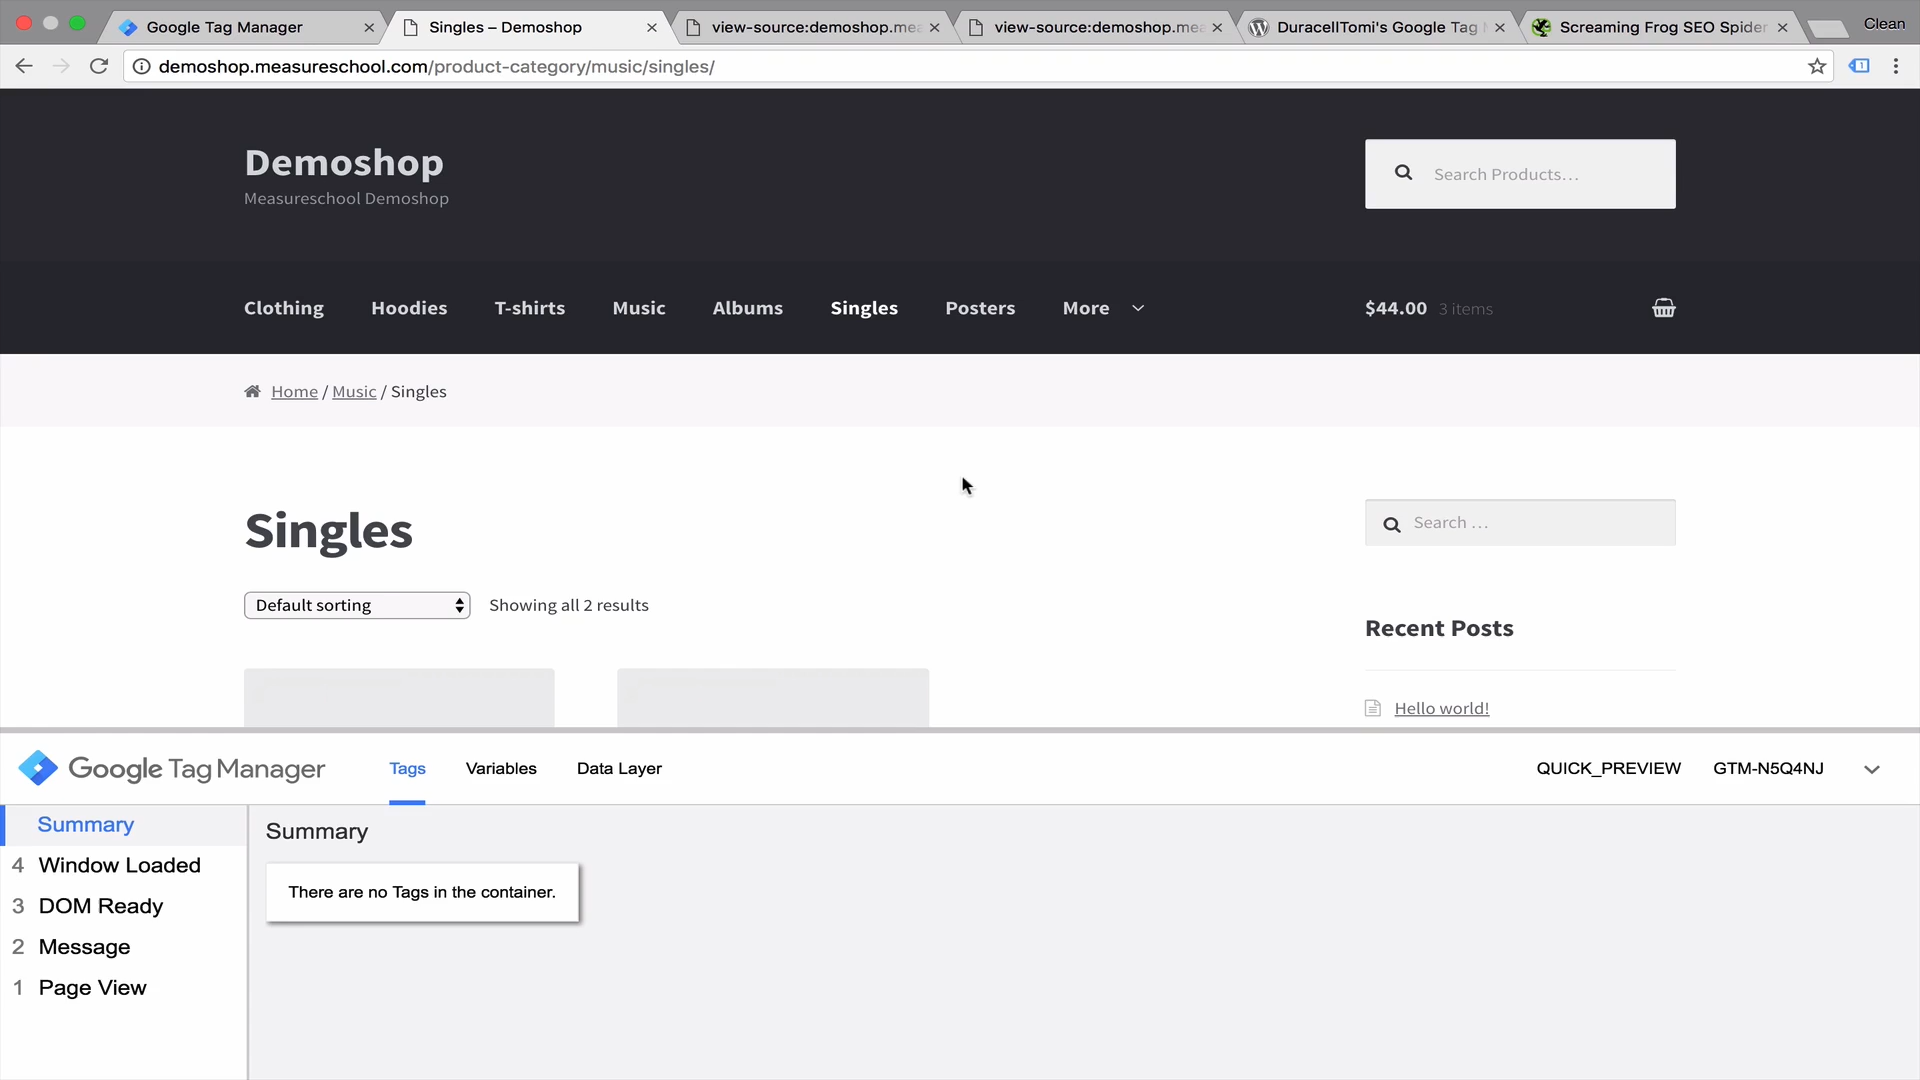 Google Tag Manager
Singles – Demoshop
view-source:demoshop.mea
view-source:demoshop.mea
DuracellTomi's Google Tag
Screaming Frog SEO Spider
Clean
demoshop.measureschool.com/product-category/music/singles/
Demoshop
Measureschool Demoshop
Search Products…
Clothing
Hoodies
T-shirts
Music
Albums
Singles
Posters
More
$44.00 3 items
Home / Music / Singles
Singles
Search …
Default sorting
Showing all 2 results
Recent Posts
Hello world!
Google Tag Manager
Tags
Variables
Data Layer
QUICK_PREVIEW
GTM-N5Q4NJ
Summary
4 Window Loaded
3 DOM Ready
2 Message
1 Page View
Summary
There are no Tags in the container.